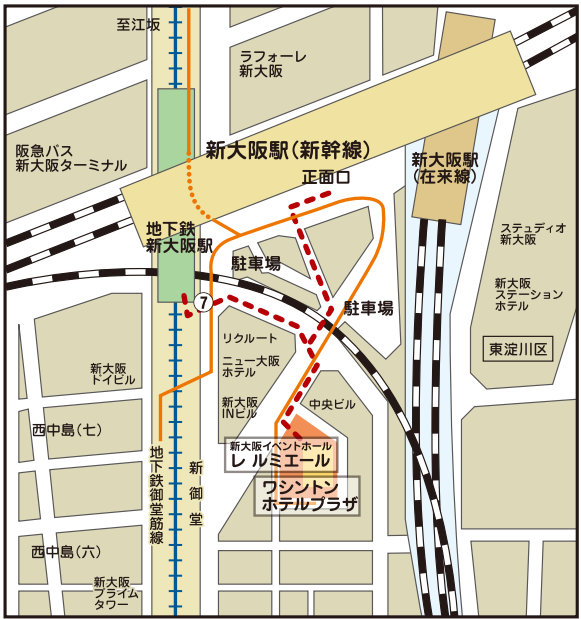 至江坂
ラフォーレ
新大阪
阪急バス
新大阪ターミナル
新大阪駅(新幹線)
正面口
新大阪駅
(在来線)
地下鉄
新大阪駅
ステュディオ
新大阪
駐車場
新大阪
ステーション
ホテル
⑦
駐車場
リクルート
東淀川区
ニュー大阪
ホテル
新大阪
ドイビル
新大阪
INビル
中央ビル
西中島(七)
新大阪イベントホール
レ ルミエール
地下鉄御堂筋線
新御堂
ワシントン
ホテルプラザ
西中島(六)
新大阪
プライム
タワー